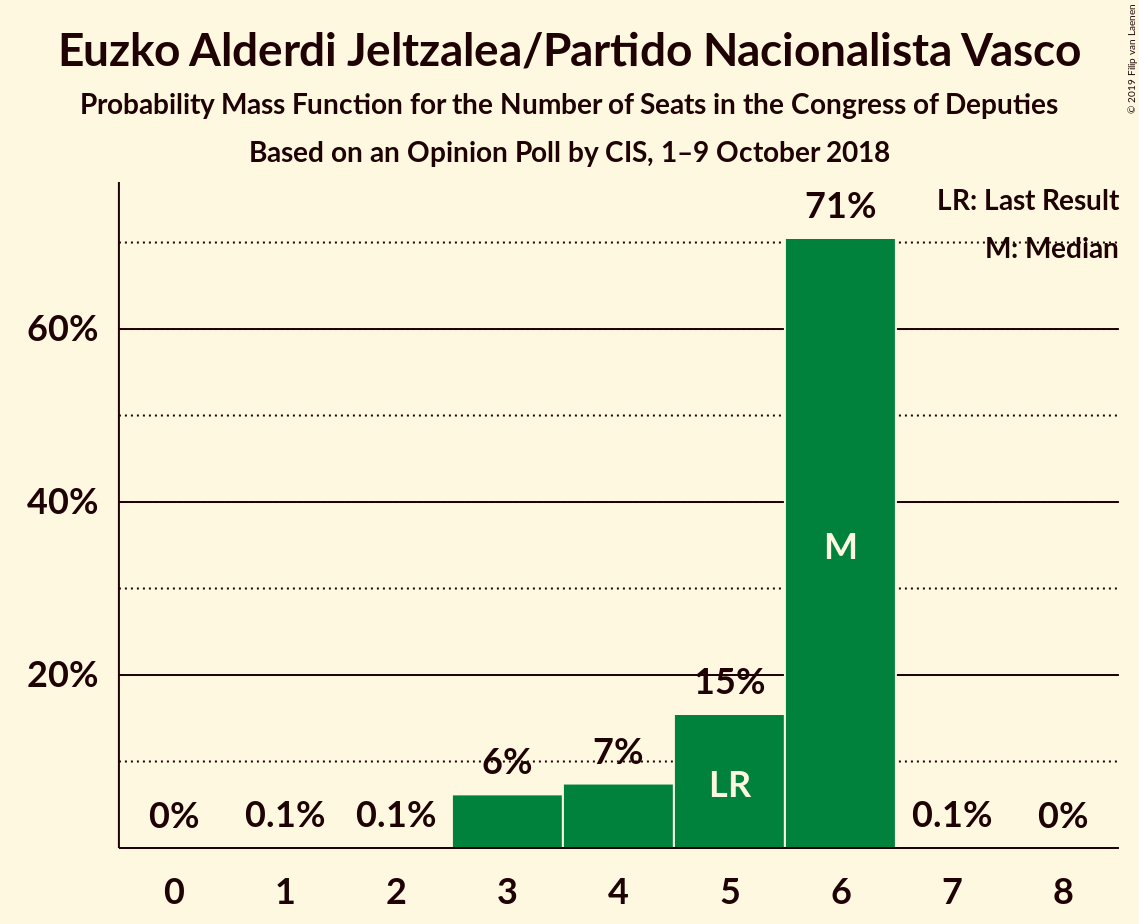 Euzko Alderdi Jeltzalea/Partido Nacionalista Vasco
Probability Mass Function for the Number of Seats in the Congress of Deputies
Based on an Opinion Poll by CIS, 1–9 October 2018
© 2019 Filip van Laenen
LR: Last Result
M: Median
71%
60%
40%
M
20%
15%
7%
6%
LR
0%
0.1%
0.1%
0.1%
0%
0 1 2 3 4 5 6 7 8